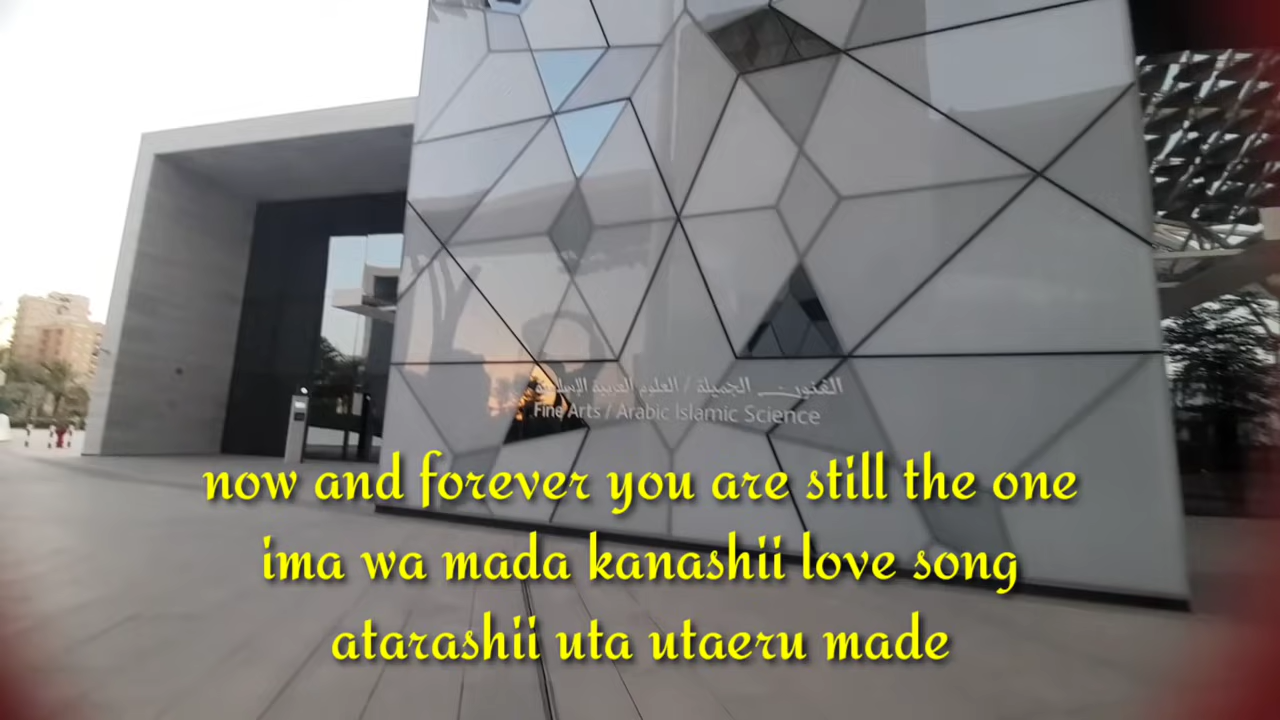 الفنون الجميلة / العلوم العربية الإسلامية
Fine Arts / Arabic Islamic Science
now and forever you are still the one
ima wa mada kanashii love song
atarashii uta utaeru made